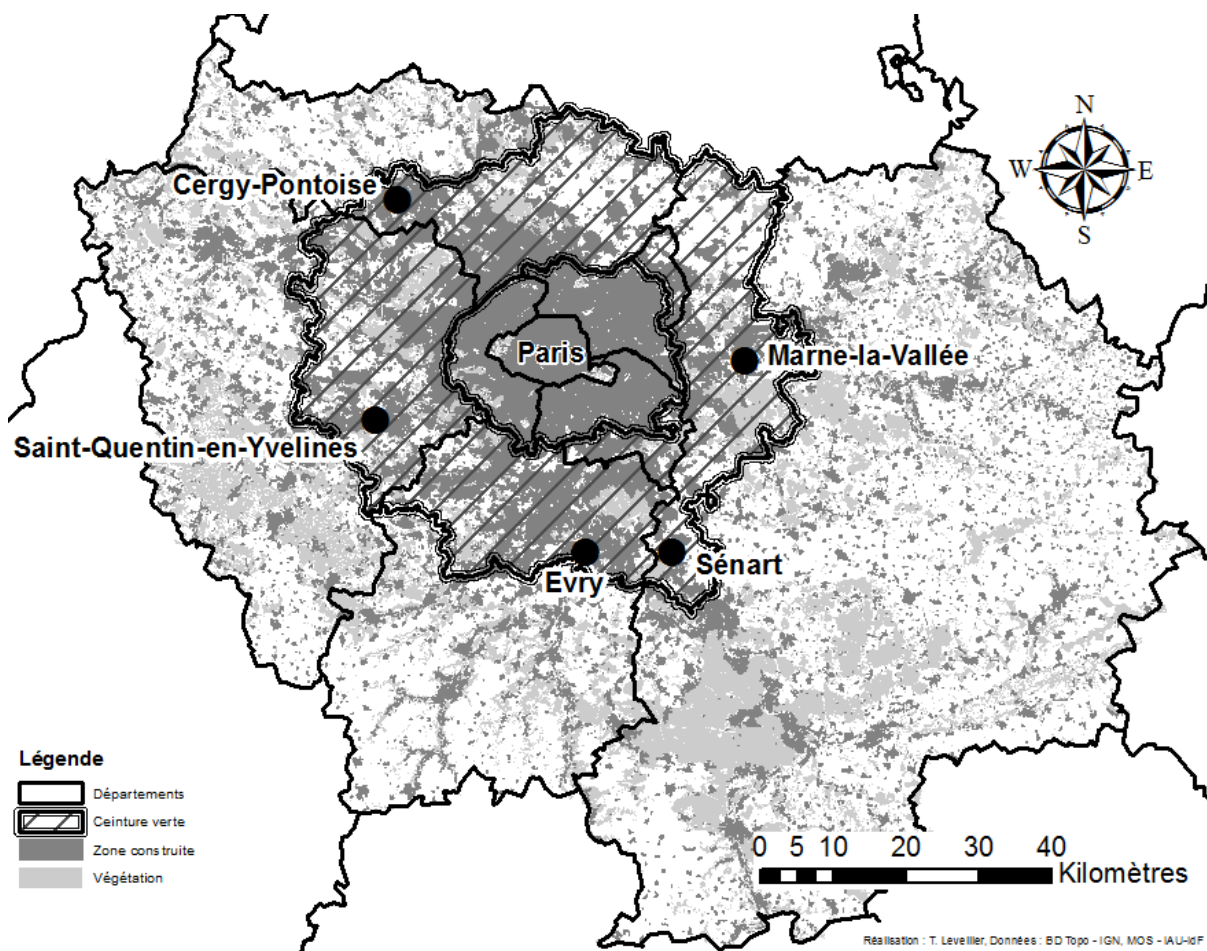 N
W E
S
Cergy-Pontoise
Paris
Marne-la-Vallée
Saint-Quentin-en-Yvelines
Sénart
Evry
Légende
Départements
Ceinture verte
Zone construite
Végétation
0 5 10 20 30 40
Kilomètres
Réalisation : T. Leveiller, Données : BD Topo - IGN, MOS - IAU-IdF